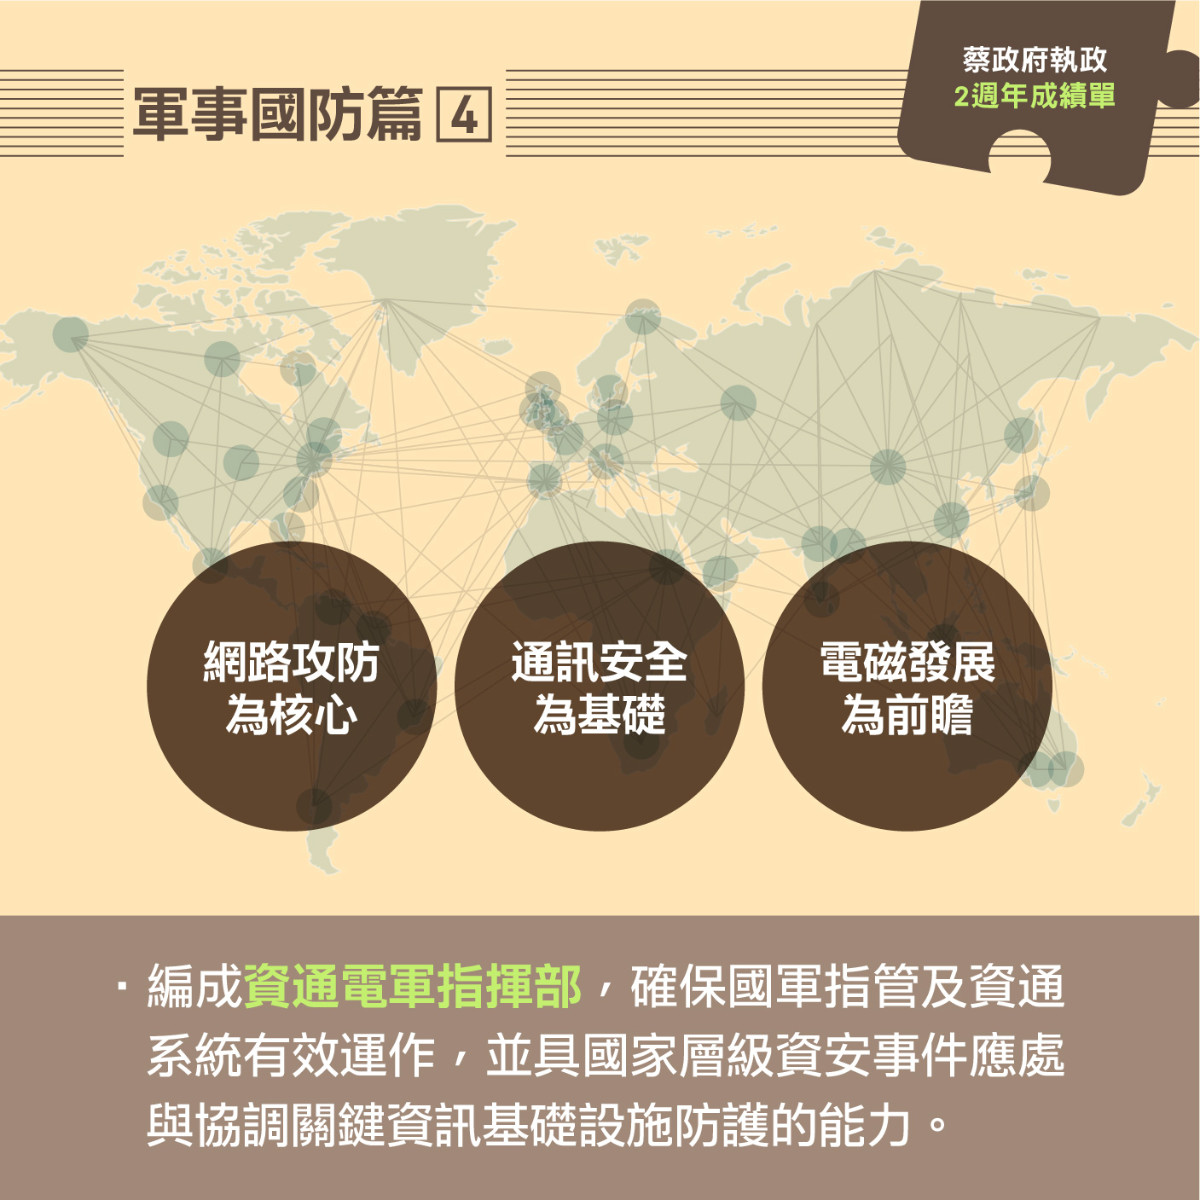 蔡政府執政
2週年成績單
軍事國防篇 4
網路攻防
為核心
通訊安全
為基礎
電磁發展
為前瞻
·編成資通電軍指揮部，確保國軍指管及資通
系統有效運作，並具國家層級資安事件應處
與協調關鍵資訊基礎設施防護的能力。